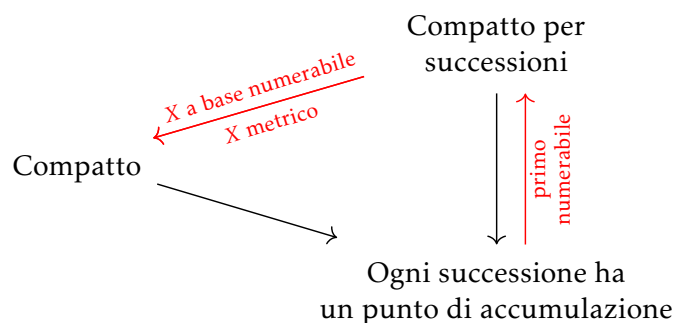 Compatto per
successioni
X a base numerabile
X metrico
primo
numerabile
Compatto
Ogni successione ha
un punto di accumulazione